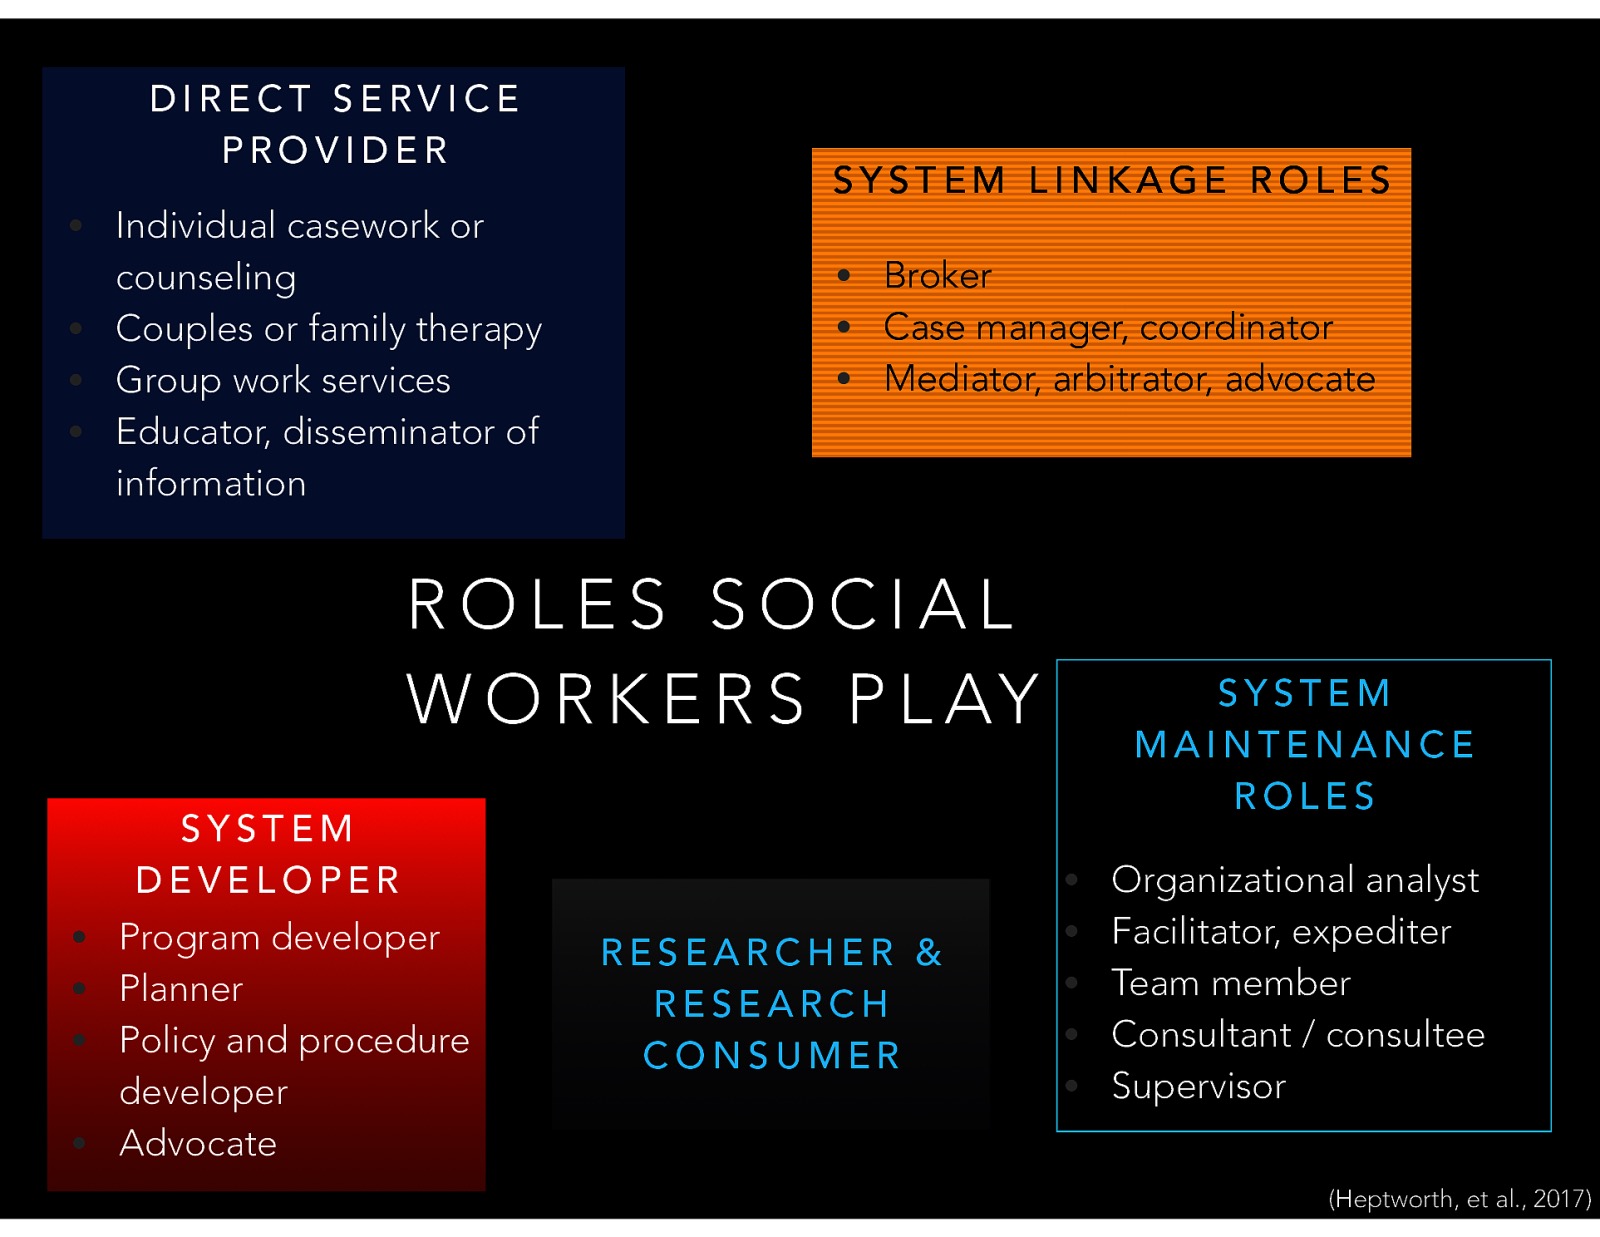 DIRECT SERVICE
PROVIDER
• Individual casework or
counseling
• Couples or family therapy
• Group work services
• Educator, disseminator of
information
SYSTEM LINKAGE ROLES
• Broker
• Case manager, coordinator
• Mediator, arbitrator, advocate
ROLES SOCIAL
WORKERS PLAY
SYSTEM
DEVELOPER
• Program developer
• Planner
• Policy and procedure
developer
• Advocate
RESEARCHER &
RESEARCH
CONSUMER
SYSTEM
MAINTENANCE
ROLES
• Organizational analyst
• Facilitator, expediter
• Team member
• Consultant / consultee
• Supervisor
(Heptworth, et al., 2017)